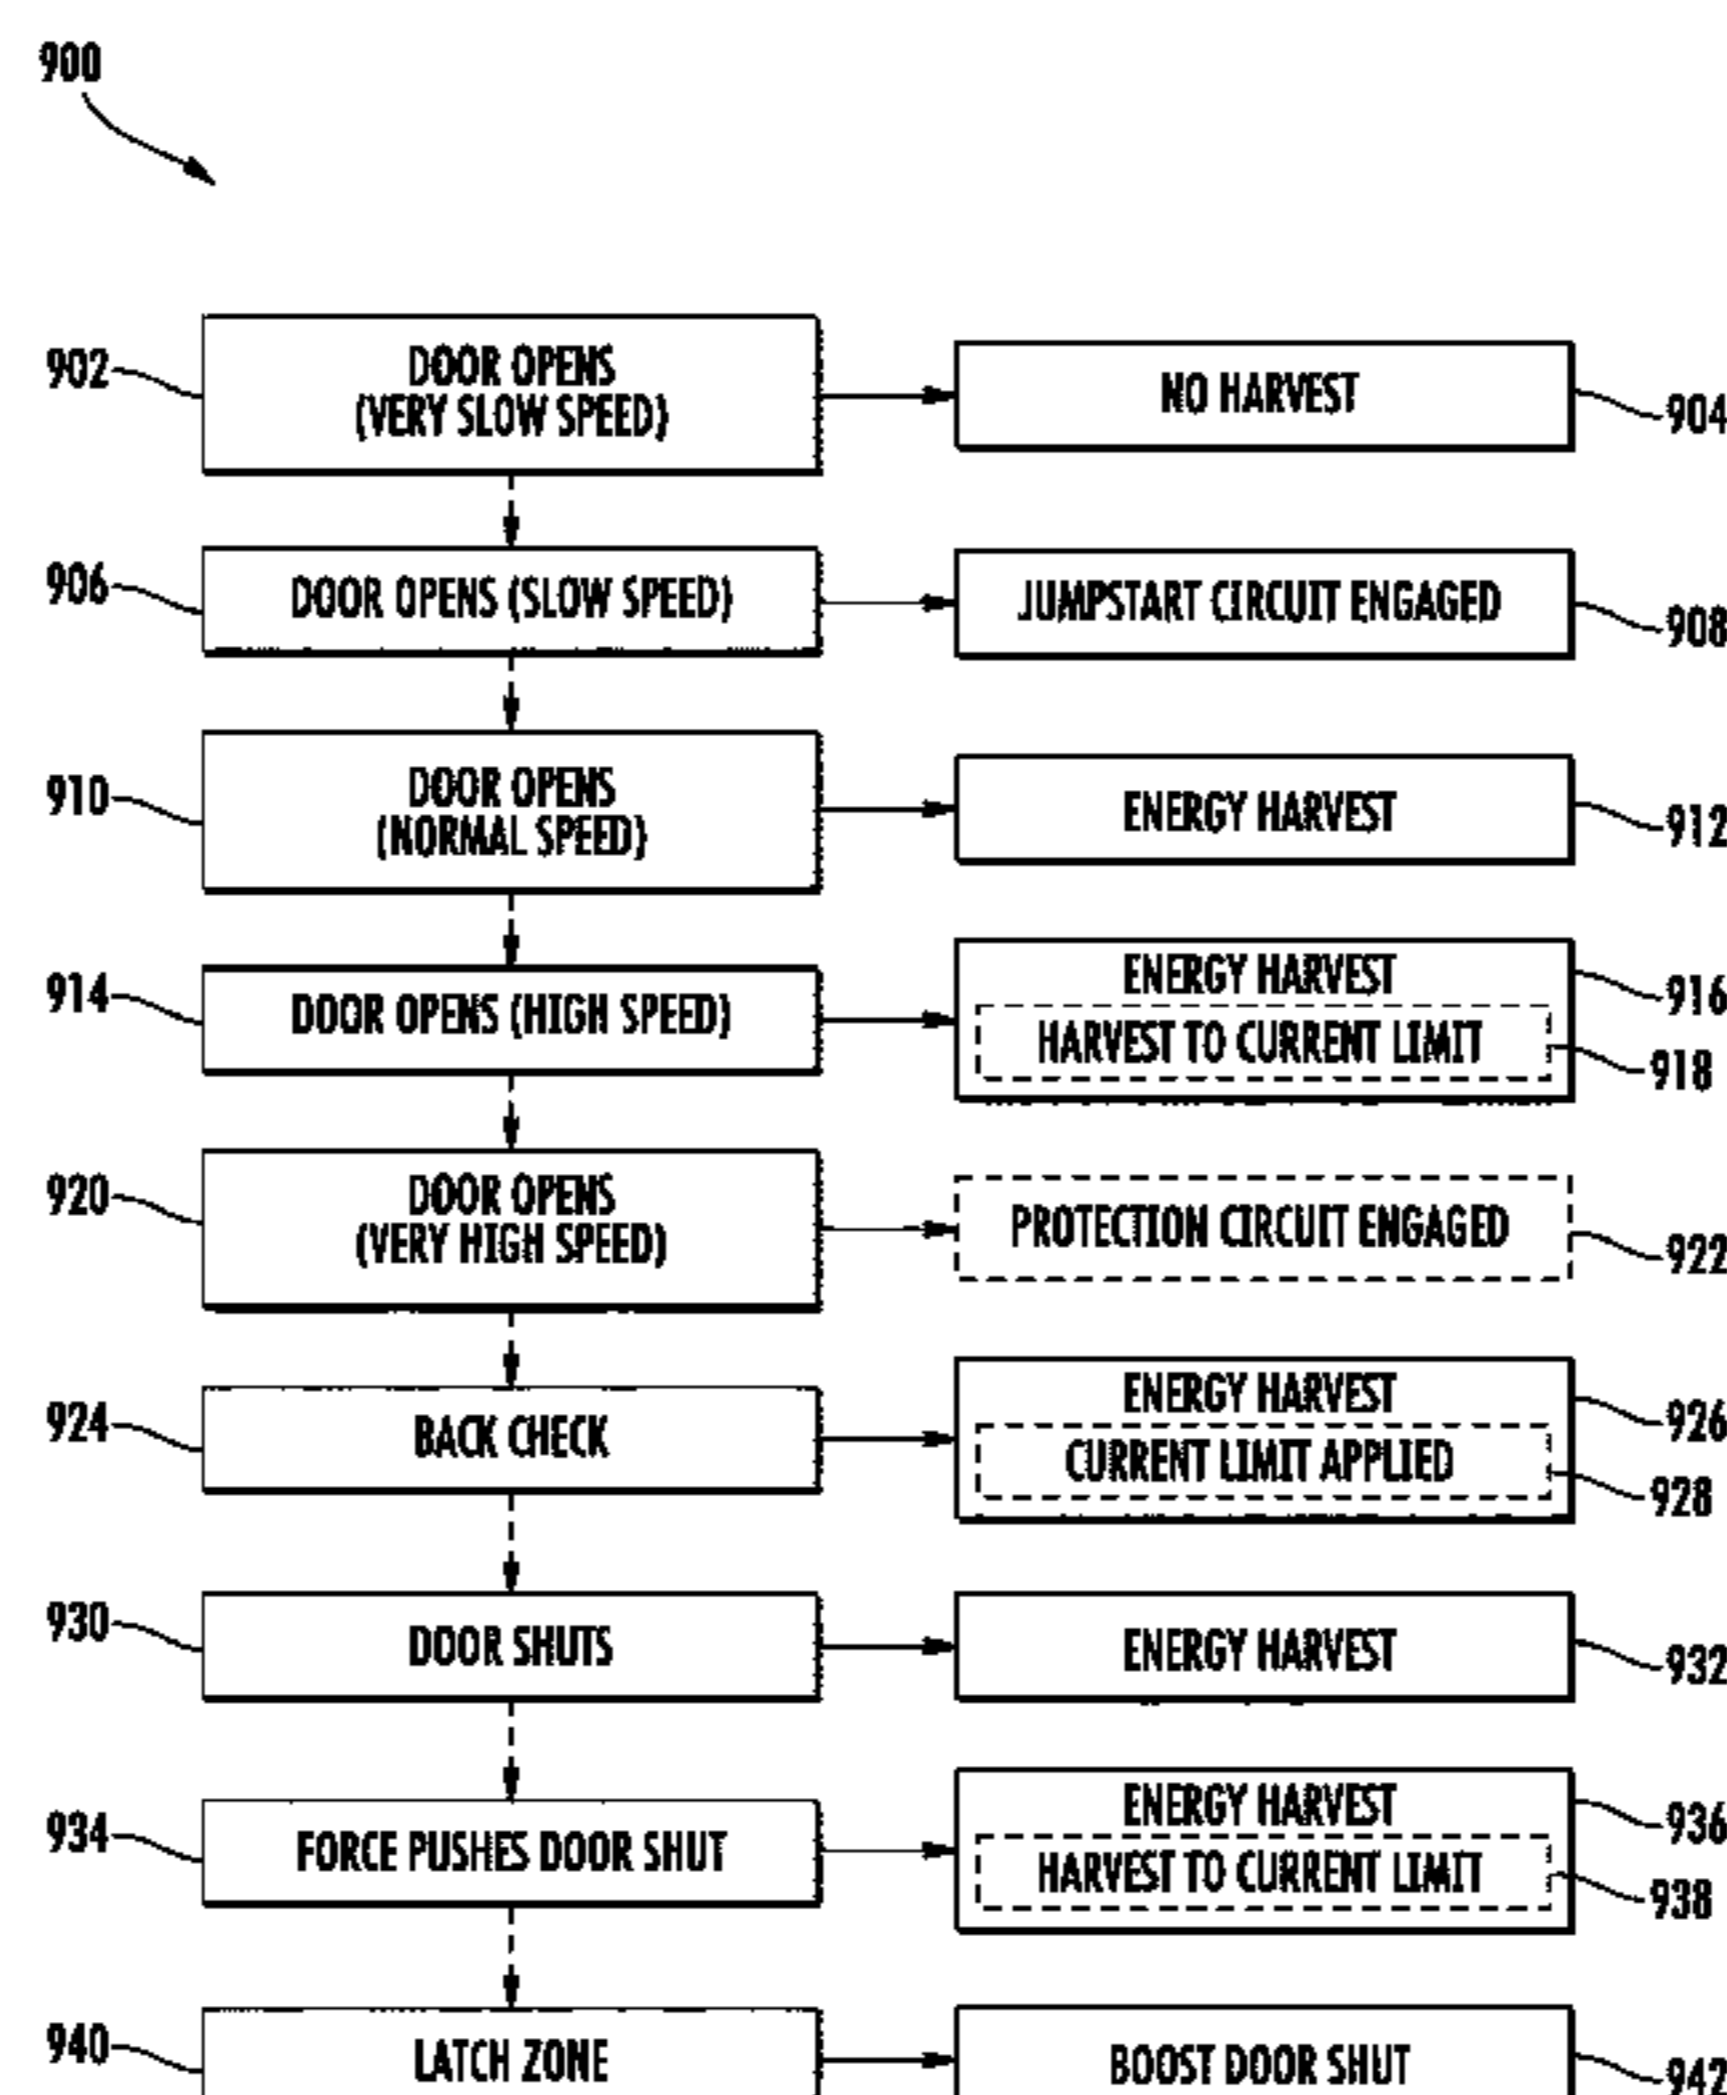 900
902
DOOR OPENS
(VERY SLOW SPEED)
NO HARVEST
904
906
DOOR OPENS (SLOW SPEED)
JUMPSTART CIRCUIT ENGAGED
908
910
DOOR OPENS
(NORMAL SPEED)
ENERGY HARVEST
912
914
DOOR OPENS (HIGH SPEED)
ENERGY HARVEST
916
HARVEST TO CURRENT LIMIT
918
920
DOOR OPENS
(VERY HIGH SPEED)
PROTECTION CIRCUIT ENGAGED
922
924
BACK CHECK
ENERGY HARVEST
926
CURRENT LIMIT APPLIED
928
930
DOOR SHUTS
ENERGY HARVEST
932
934
FORCE PUSHES DOOR SHUT
ENERGY HARVEST
936
HARVEST TO CURRENT LIMIT
938
940
LATCH ZONE
BOOST DOOR SHUT
942